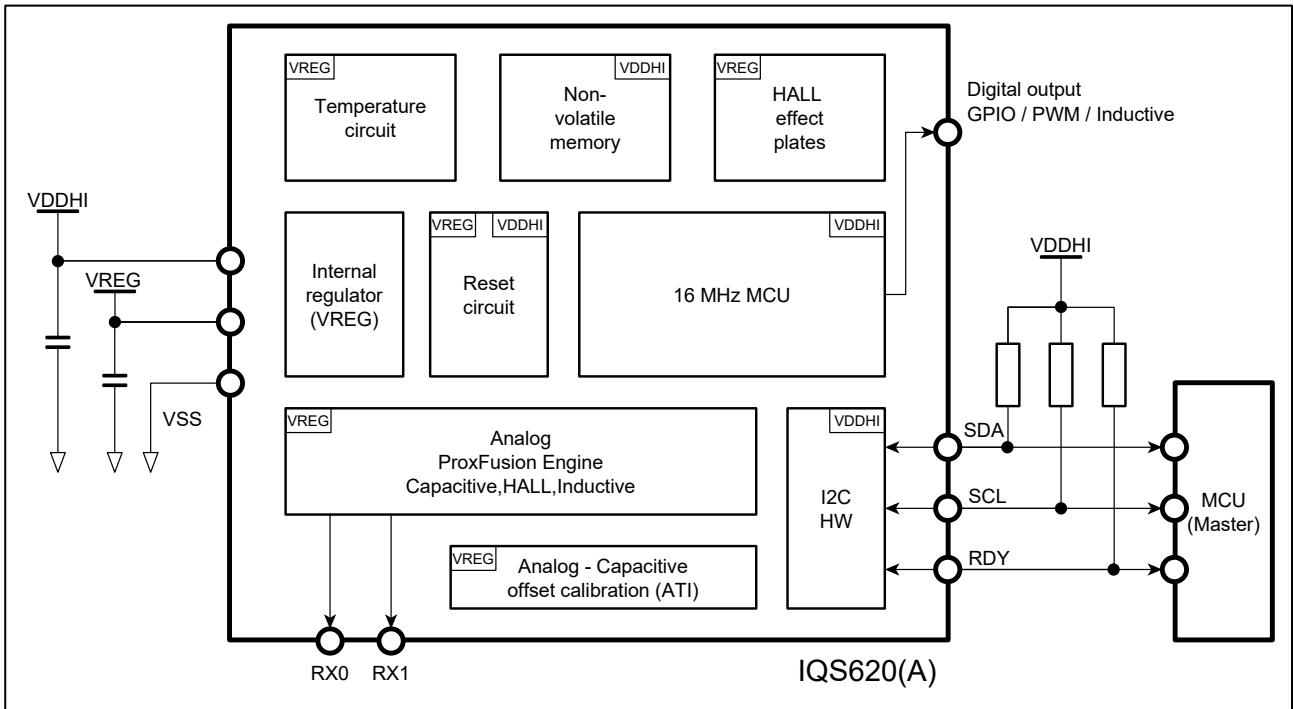 VREG
Temperature
circuit
VDDHI
Non-
volatile
memory
VREG
HALL
effect
plates
Digital output
GPIO / PWM / Inductive
VDDHI
VREG
VSS
Internal
regulator
(VREG)
VREG
VDDHI
Reset
circuit
VDDHI
16 MHz MCU
VDDHI
VREG
Analog
ProxFusion Engine
Capacitive,HALL,Inductive
VREG
Analog - Capacitive
offset calibration (ATI)
VDDHI
I2C
HW
SDA
SCL
RDY
MCU
(Master)
RX0
RX1
IQS620(A)